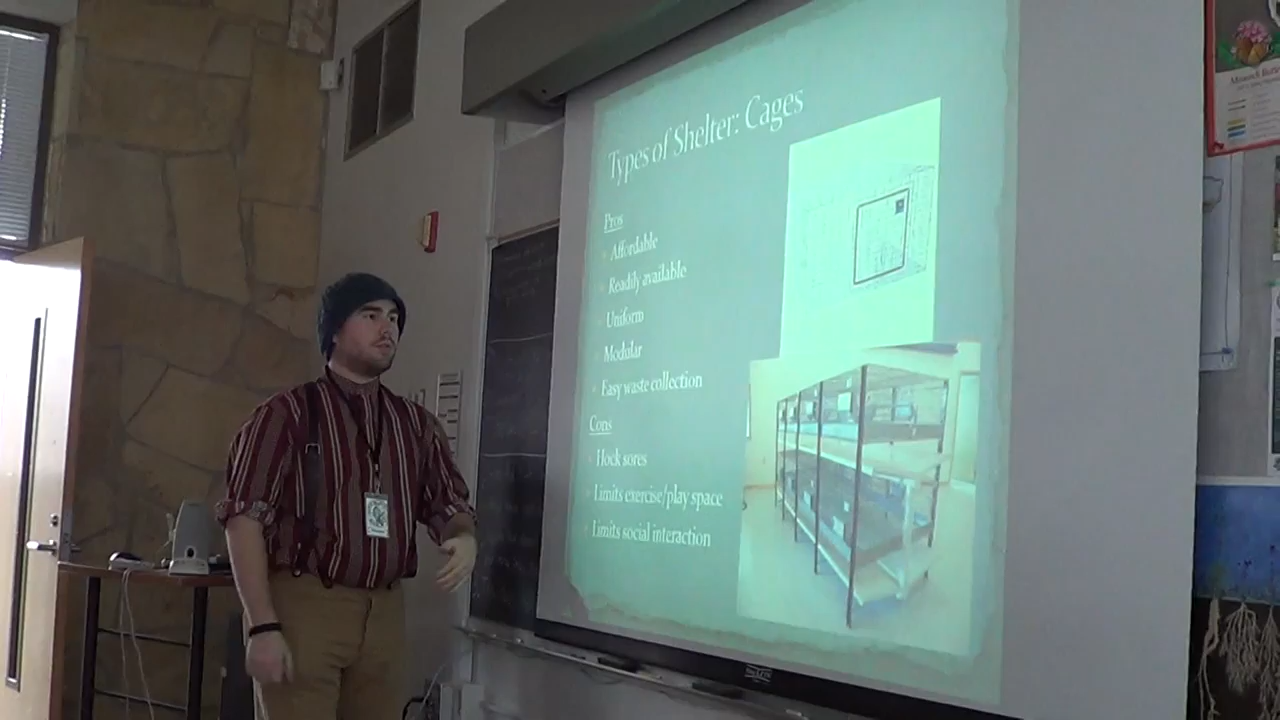 Types of Shelter: Cages
Pros
Affordable
Readily available
Uniform
Modular
Easy waste collection
Cons
Hock sores
Limits exercise/play space
Limits social interaction